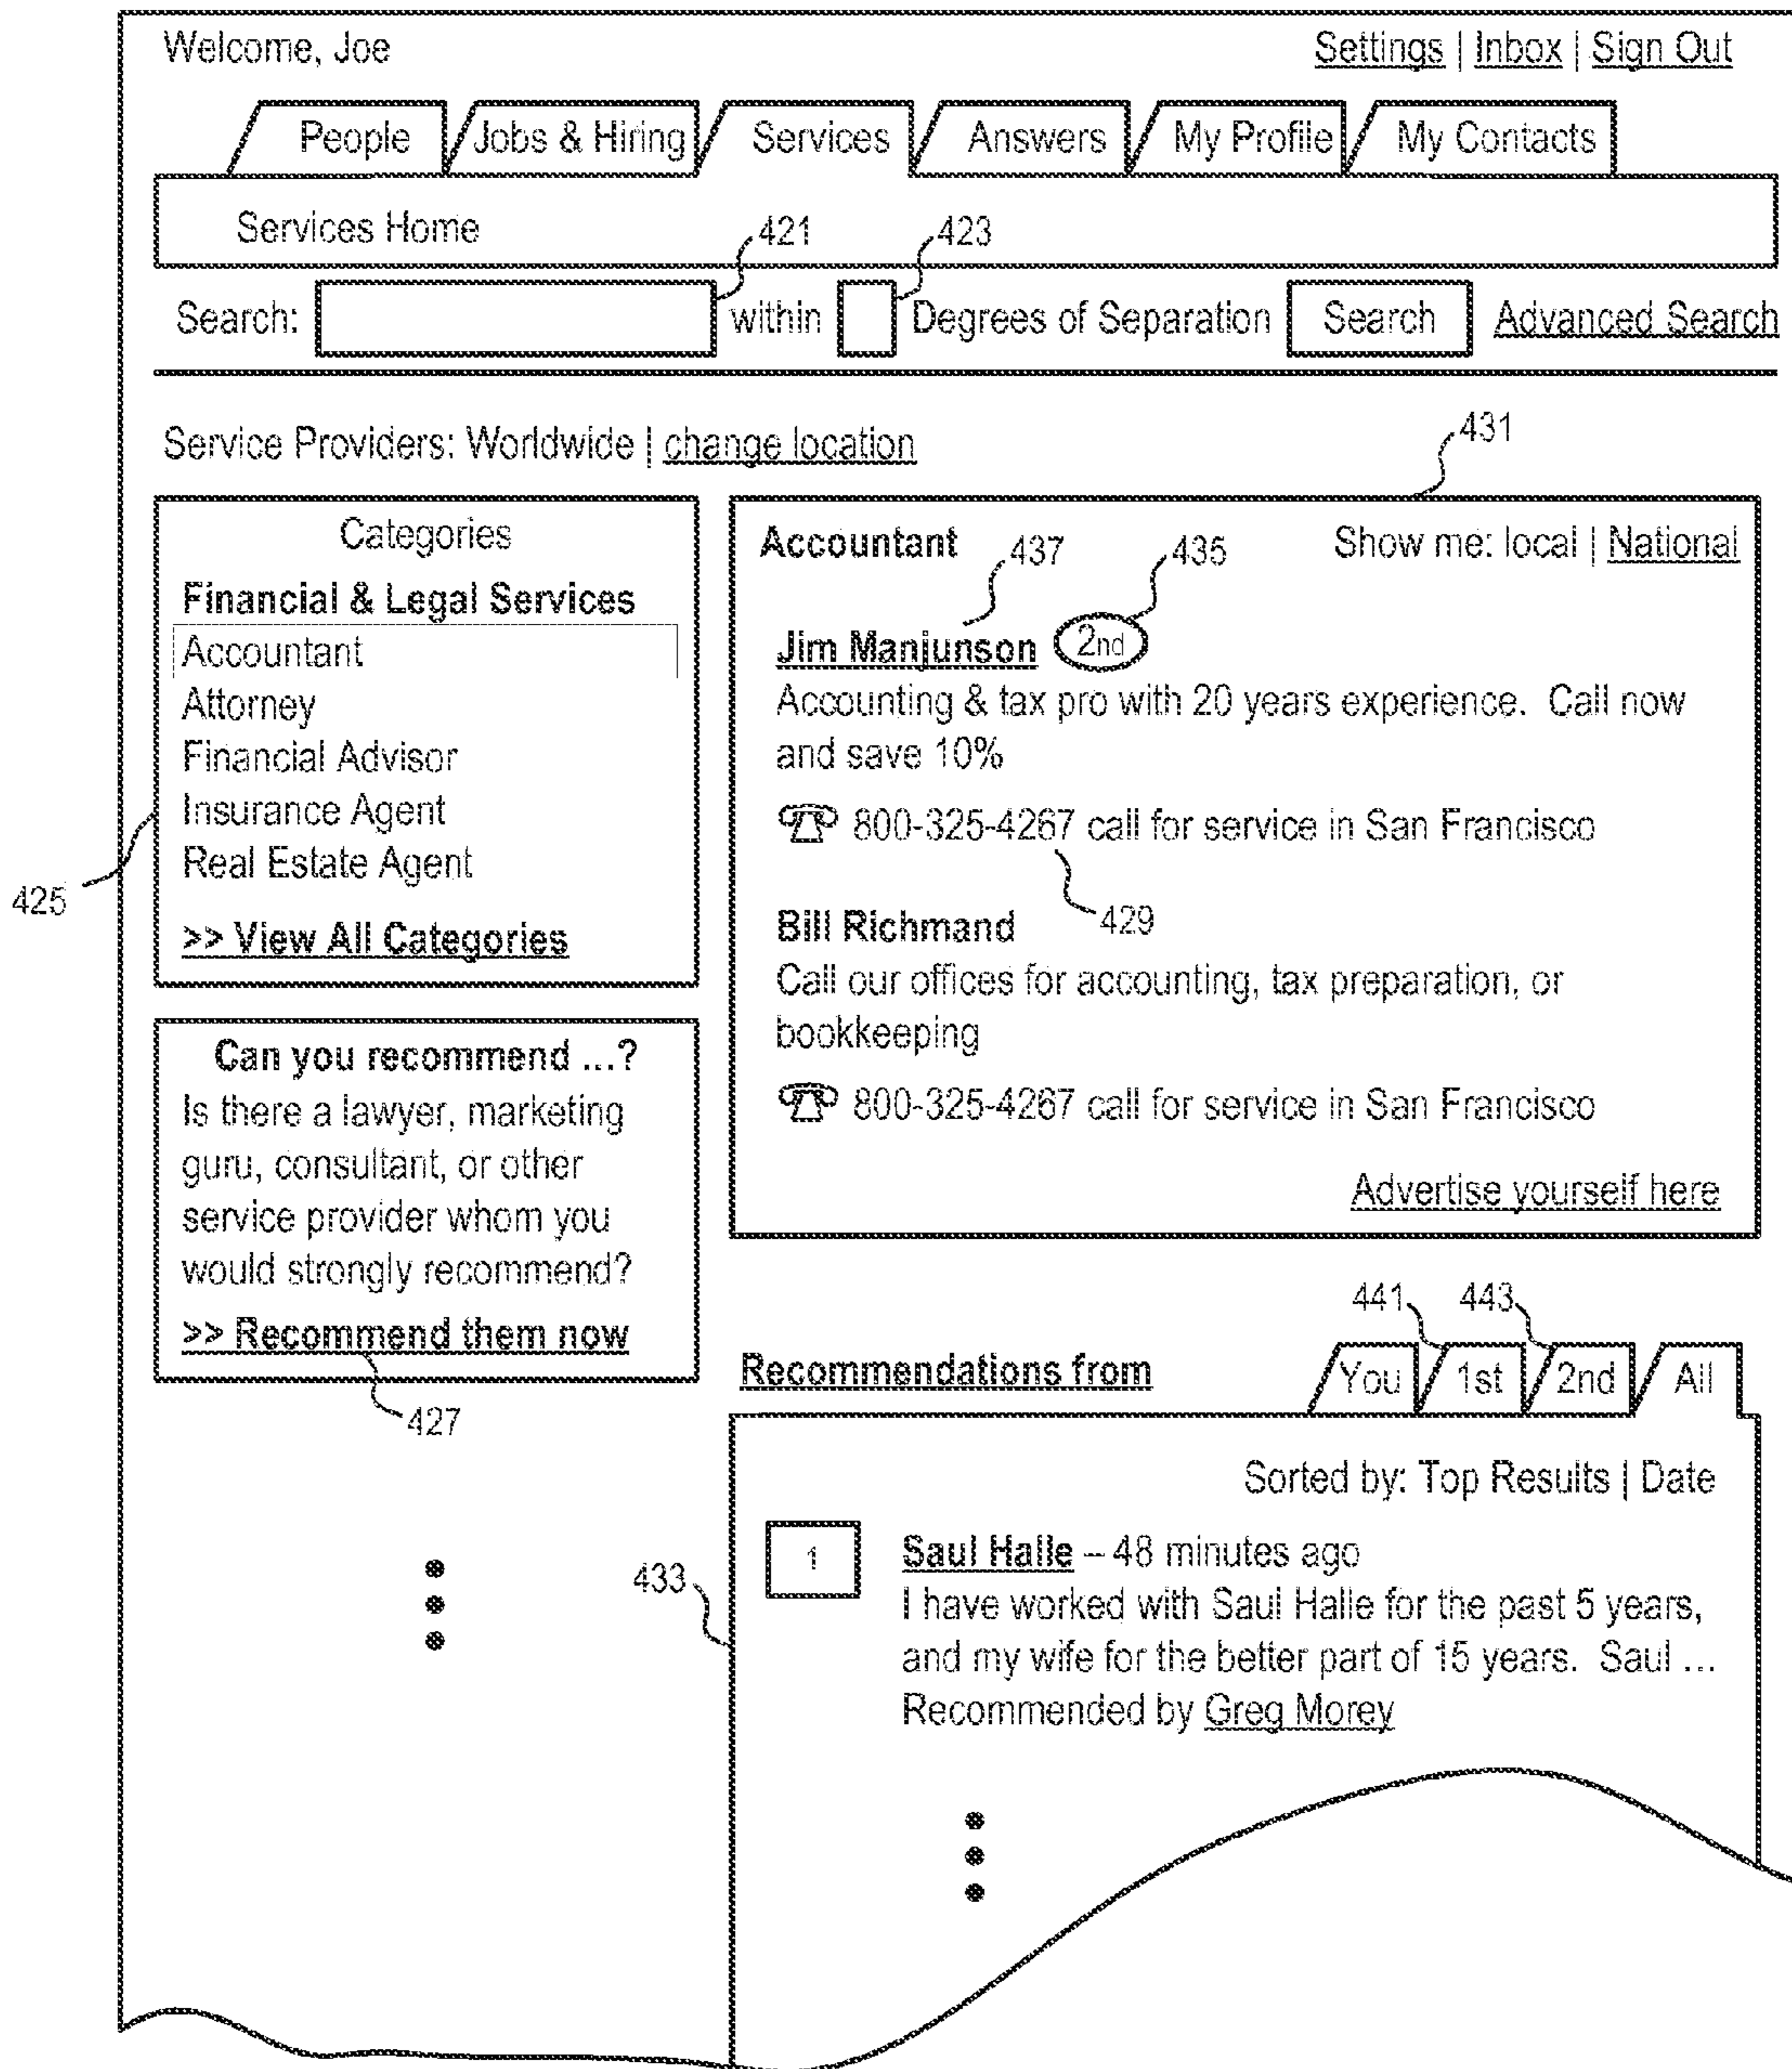 Welcome, Joe
Settings | Inbox | Sign Out
People
Jobs & Hiring
Services
Answers
My Profile
My Contacts
Services Home
421
423
Search:
within
Degrees of Separation
Search
Advanced Search
Service Providers: Worldwide | change location
431
Categories
Financial & Legal Services
Accountant
Attorney
Financial Advisor
Insurance Agent
Real Estate Agent
>> View All Categories
425
Accountant
437
435
Show me: local | National
Jim Manjunson 2nd
Accounting & tax pro with 20 years experience. Call now
and save 10%
800-325-4267 call for service in San Francisco
429
Bill Richmand
Call our offices for accounting, tax preparation, or
bookkeeping
800-325-4267 call for service in San Francisco
Advertise yourself here
Can you recommend ...?
Is there a lawyer, marketing
guru, consultant, or other
service provider whom you
would strongly recommend?
>> Recommend them now
427
441
443
Recommendations from
You
1st
2nd
All
Sorted by: Top Results | Date
433
1
Saul Halle – 48 minutes ago
I have worked with Saul Halle for the past 5 years,
and my wife for the better part of 15 years. Saul ...
Recommended by Greg Morey